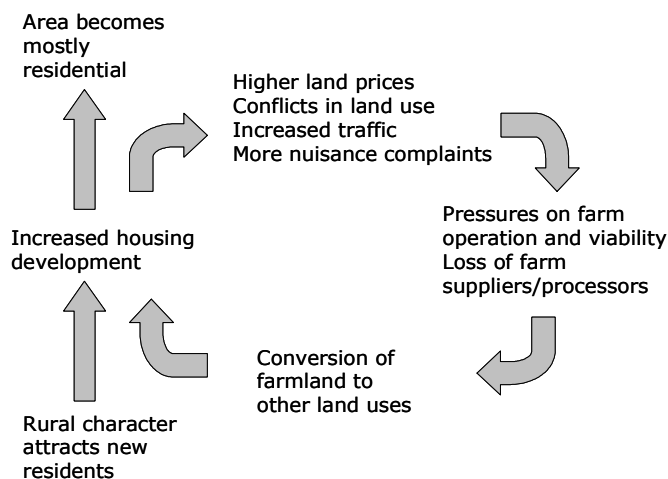 Area becomes
mostly
residential
Higher land prices
Conflicts in land use
Increased traffic
More nuisance complaints
Pressures on farm
operation and viability
Loss of farm
suppliers/processors
Increased housing
development
Conversion of
farmland to
other land uses
Rural character
attracts new
residents